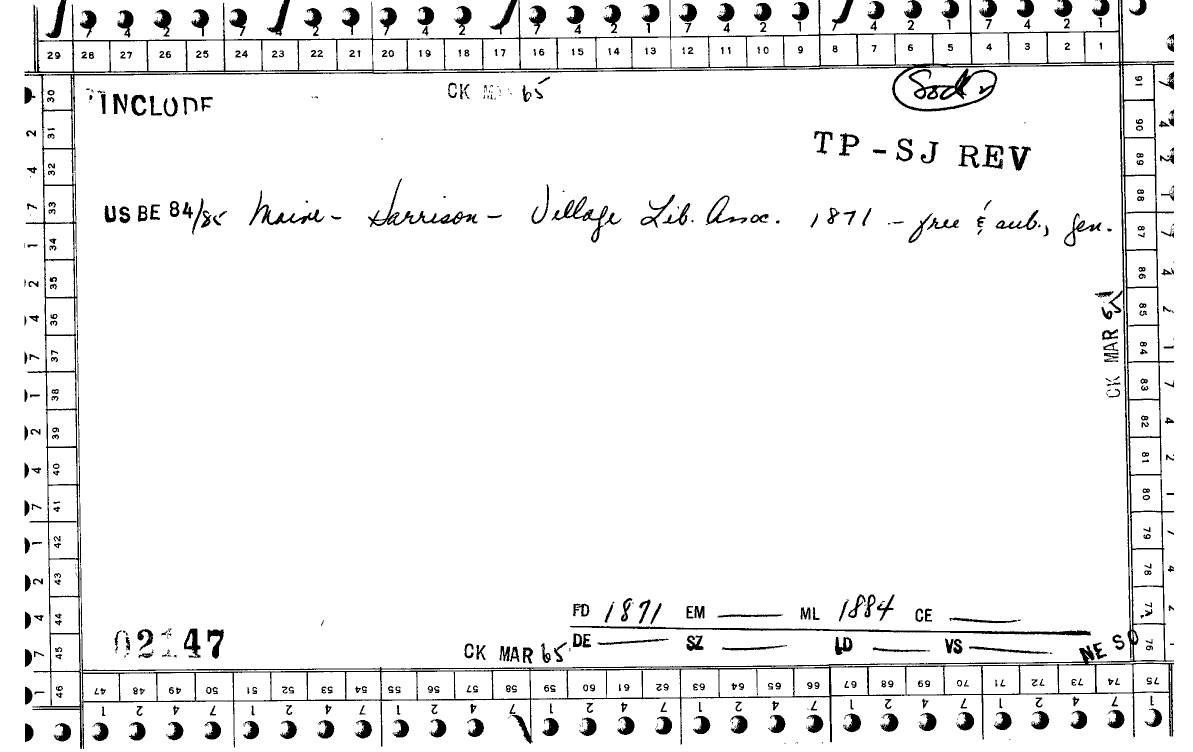 7 4 2 1 7 4 2 1 7 4 2 1 7 4 2 1 7 4 2 1 7 4 2 1 7 4 2 1
29 28 27 26 25 24 23 22 21 20 19 18 17 16 15 14 13 12 11 10 9 8 7 6 5 4 3 2 1
INCLUDE CK MAR 65
TP-SJ REV
US BE 84/85 Maine - Harrison - Village Lib. Assoc. 1871 - free & sub., gen.
CK MAR 65
FD 1871 EM ML 1884 CE
DE SZ LD VS
02147 CK MAR 65 NE SO
30 31 32 33 34 35 36 37 38 39 40 41 42 43 44 45 46
91 90 89 88 87 86 85 84 83 82 81 80 79 78 77 76 75
47 48 49 50 51 52 53 54 55 56 57 58 59 60 61 62 63 64 65 66 67 68 69 70 71 72 73 74 75
1 2 4 7 1 2 4 7 1 2 4 7 1 2 4 7 1 2 4 7 1 2 4 7 1 2 4 7 1